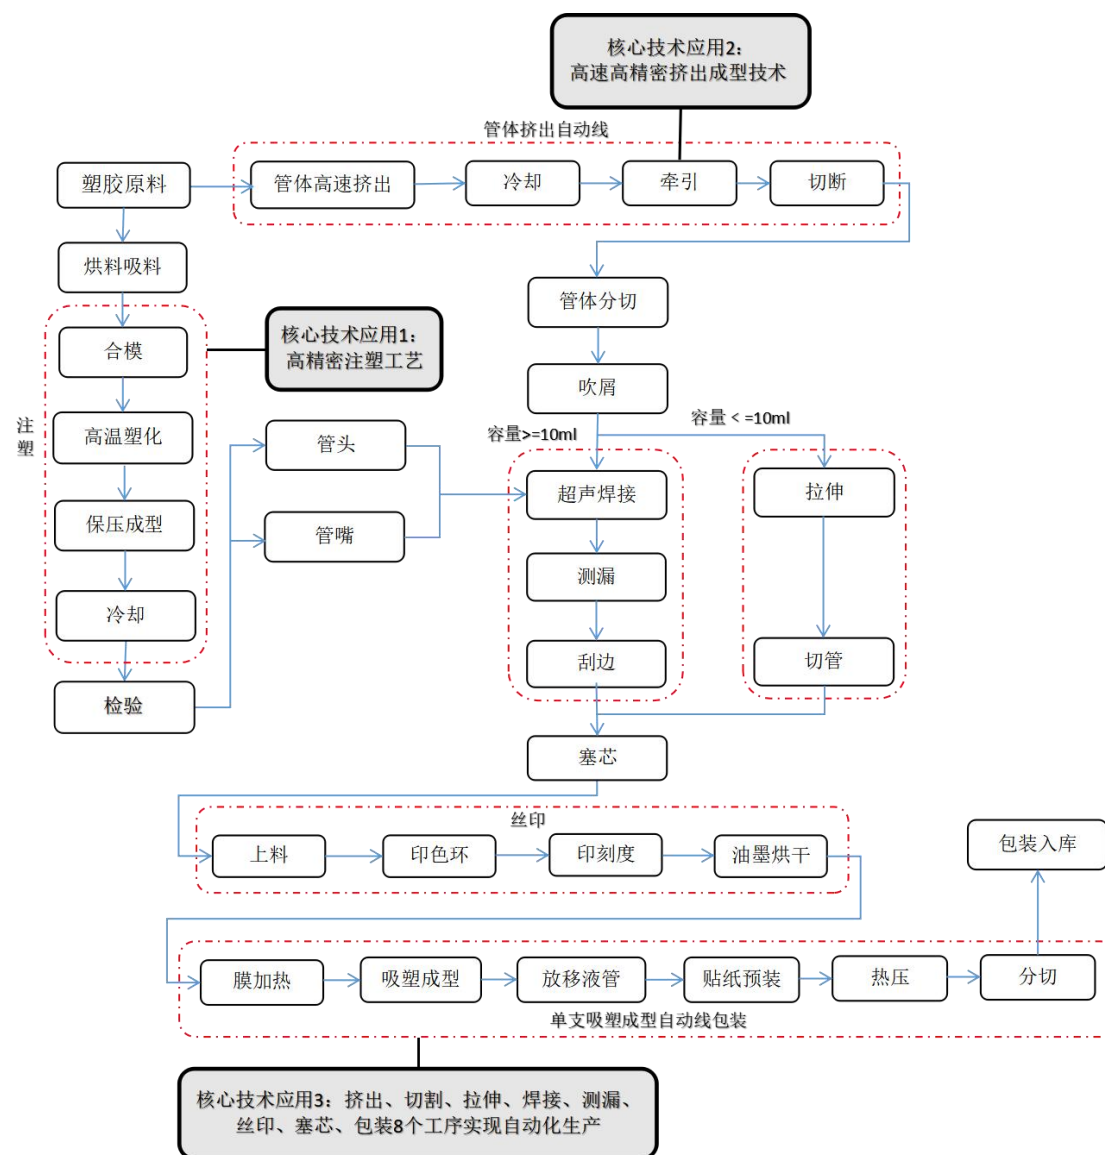 核心技术应用2：
高速高精密挤出成型技术
管体挤出自动线
塑胶原料
管体高速挤出
冷却
牵引
切断
烘料吸料
管体分切
核心技术应用1：
高精密注塑工艺
合模
吹屑
注
塑
高温塑化
管头
容量>=10ml
容量 < =10ml
超声焊接
拉伸
保压成型
管嘴
测漏
冷却
刮边
切管
检验
塞芯
丝印
上料
印色环
印刻度
油墨烘干
包装入库
膜加热
吸塑成型
放移液管
贴纸预装
热压
分切
单支吸塑成型自动线包装
核心技术应用3：挤出、切割、拉伸、焊接、测漏、
丝印、塞芯、包装8个工序实现自动化生产